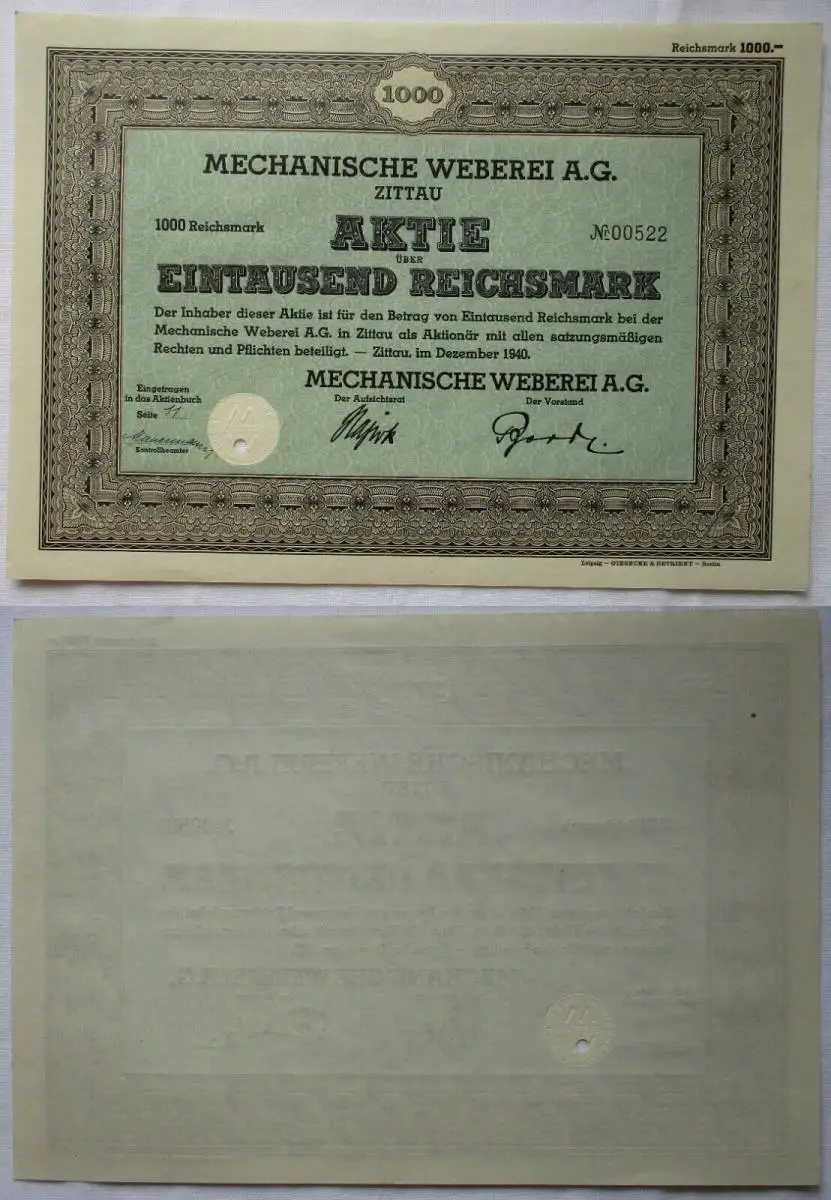 Reichsmark 1000.–
1000
MECHANISCHE WEBEREI A.G.
ZITTAU
1000 Reichsmark
AKTIE
№ 00522
ÜBER
EINTAUSEND REICHSMARK
Der Inhaber dieser Aktie ist für den Betrag von Eintausend Reichsmark bei der
Mechanische Weberei A.G. in Zittau als Aktionär mit allen satzungsmäßigen
Rechten und Pflichten beteiligt. — Zittau, im Dezember 1940.
MECHANISCHE WEBEREI A.G.
Der Aufsichtsrat
Der Vorstand
Eingetragen
in das Aktienbuch
Seite 11
Kontrollbeamter
Leipzig — GIESECKE & DEVRIENT — Berlin